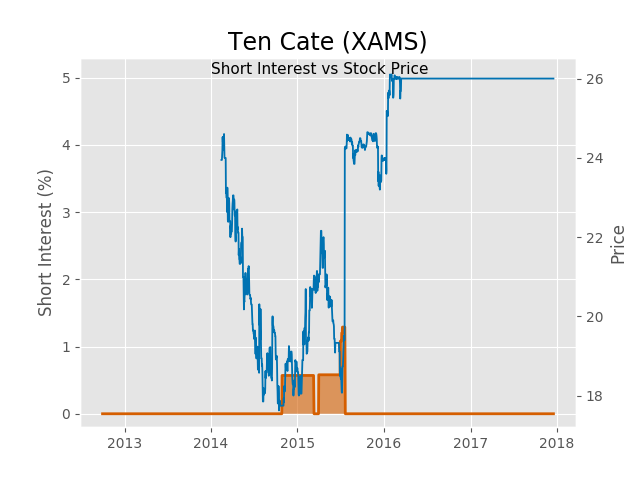 Ten Cate (XAMS)
Short Interest vs Stock Price
Short Interest (%)
5
4
3
2
1
0
26
24
22
20
18
Price
2013 2014 2015 2016 2017 2018